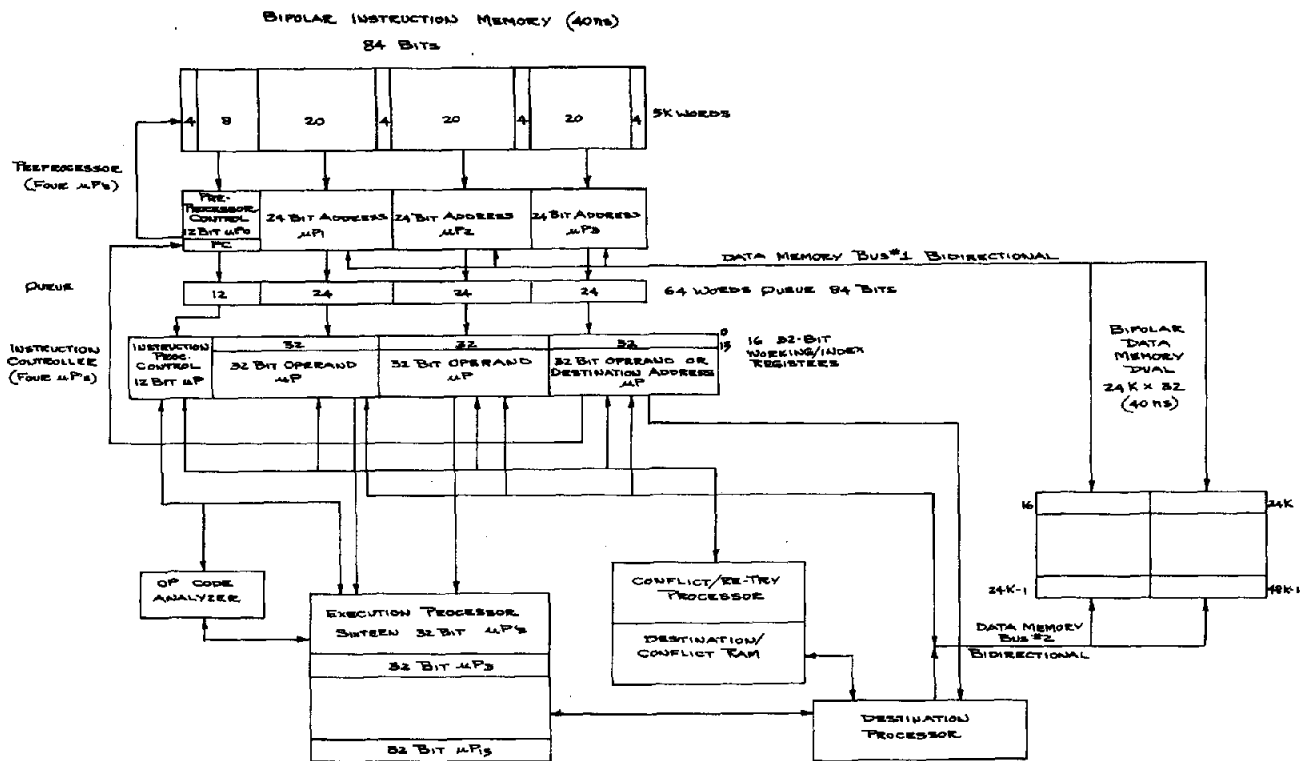 BIPOLAR INSTRUCTION MEMORY (40ns)
84 BITS
4 8 20 4 20 4 20 4
5K WORDS
PREPROCESSOR
(FOUR μP's)
PRE-
PROCESSOR
CONTROL
12 BIT μP0
PC
24 BIT ADDRESS
μP1
24 BIT ADDRESS
μP2
24 BIT ADDRESS
μP3
DATA MEMORY BUS #1 BIDIRECTIONAL
QUEUE
12 24 24 24
64 WORDS QUEUE 84 BITS
INSTRUCTION
CONTROLLER
(FOUR μP's)
INSTRUCTION
PROC.
CONTROL
12 BIT μP
32
32 BIT OPERAND
μP
32
32 BIT OPERAND
μP
32
32 BIT OPERAND OR
DESTINATION ADDRESS
μP
0
15
16 32-BIT
WORKING/INDEX
REGISTERS
BIPOLAR
DATA
MEMORY
DUAL
24K x 32
(40 ns)
16
24K
24K-1
48K-1
DATA MEMORY
BUS #2
BIDIRECTIONAL
OP CODE
ANALYZER
EXECUTION PROCESSOR
SIXTEEN 32 BIT μP's
32 BIT μP
32 BIT μP15
CONFLICT/RE-TRY
PROCESSOR
DESTINATION/
CONFLICT RAM
DESTINATION
PROCESSOR